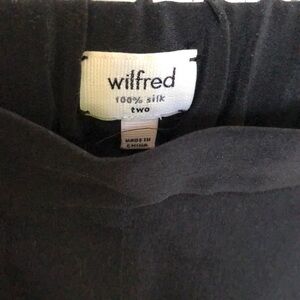 wilfred
100% silk
two
MADE IN
CHINA